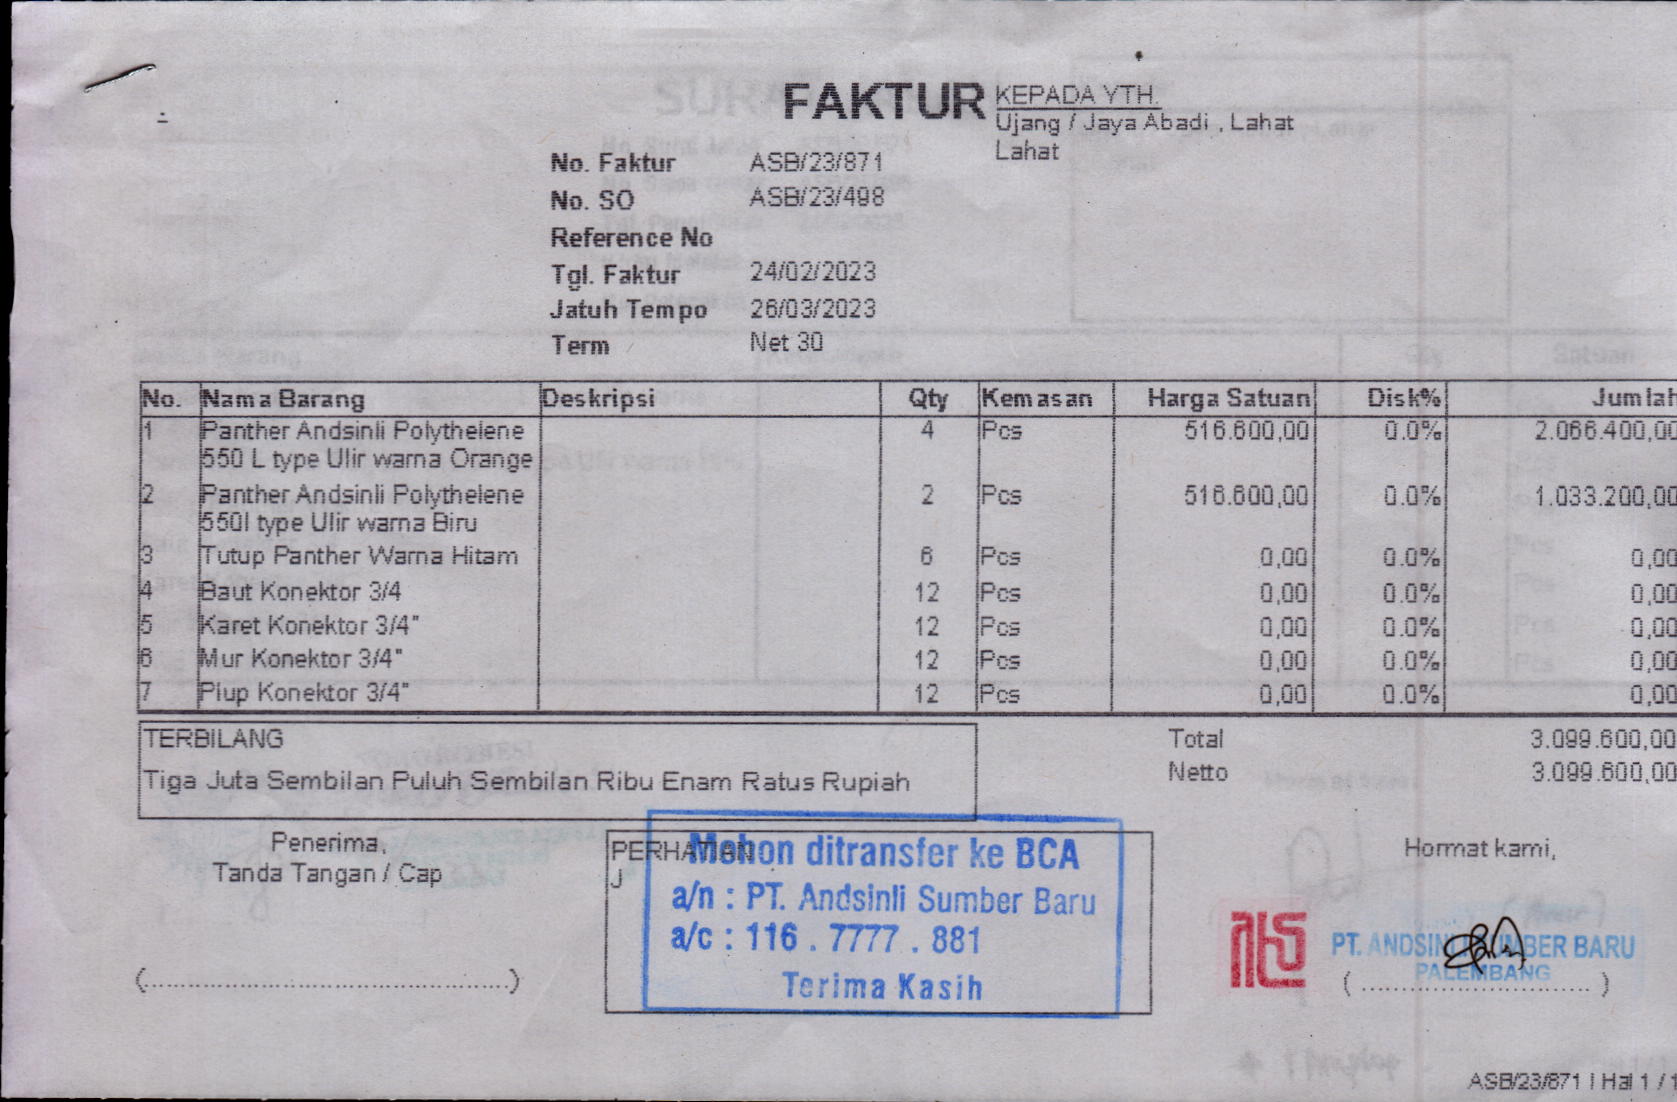 FAKTUR
KEPADA YTH.
Ujang / Jaya Abadi , Lahat
Lahat
No. Faktur ASB/23/871
No. SO ASB/23/498
Reference No
Tgl. Faktur 24/02/2023
Jatuh Tempo 26/03/2023
Term Net 30
No. Nama Barang Deskripsi Qty Kemasan Harga Satuan Disk% Jumlah
1 Panther Andsinli Polythelene 4 Pcs 516.600,00 0.0% 2.066.400,00
550 L type Ulir warna Orange
2 Panther Andsinli Polythelene 2 Pcs 516.600,00 0.0% 1.033.200,00
550l type Ulir warna Biru
3 Tutup Panther Warna Hitam 6 Pcs 0,00 0.0% 0,00
4 Baut Konektor 3/4 12 Pcs 0,00 0.0% 0,00
5 Karet Konektor 3/4" 12 Pcs 0,00 0.0% 0,00
6 Mur Konektor 3/4" 12 Pcs 0,00 0.0% 0,00
7 Plup Konektor 3/4" 12 Pcs 0,00 0.0% 0,00
TERBILANG
Tiga Juta Sembilan Puluh Sembilan Ribu Enam Ratus Rupiah
Total 3.099.600,00
Netto 3.099.600,00
Penerima,
Tanda Tangan / Cap
(..........................................)
PERHATIAN
J
Mohon ditransfer ke BCA
a/n : PT. Andsinli Sumber Baru
a/c : 116 . 7777 . 881
Terima Kasih
Hormat kami,
PT. ANDSINLI SUMBER BARU
PALEMBANG
( ............................ )
ASB/23/871 | Hal 1 / 1